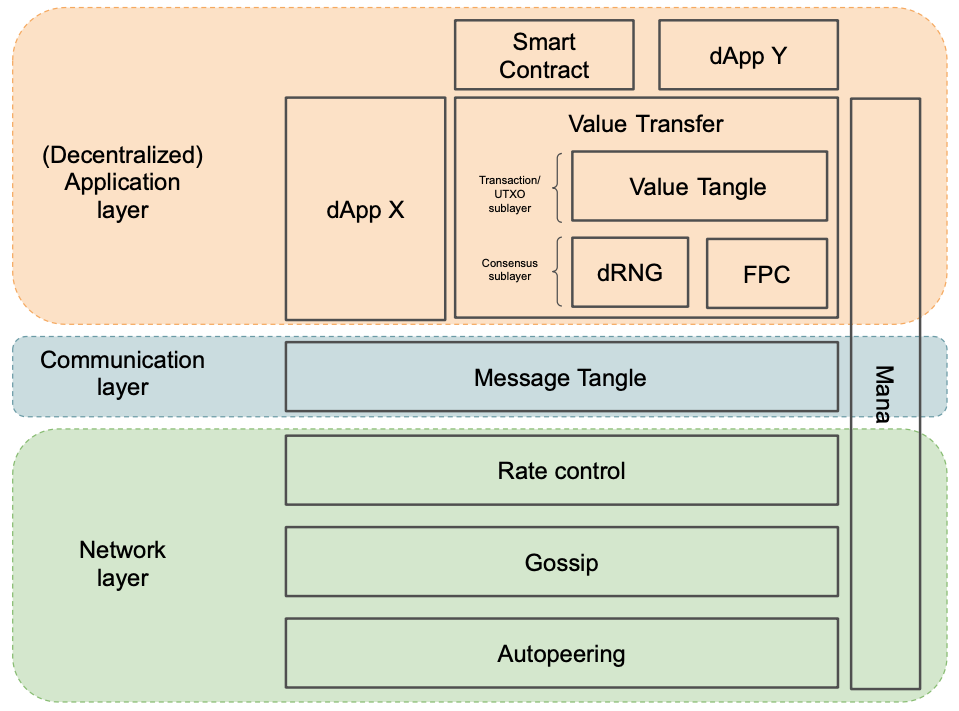 Smart
Contract
dApp Y
(Decentralized)
Application
layer
dApp X
Value Transfer
Transaction/
UTXO
sublayer
Value Tangle
Consensus
sublayer
dRNG
FPC
Communication
layer
Message Tangle
Mana
Network
layer
Rate control
Gossip
Autopeering